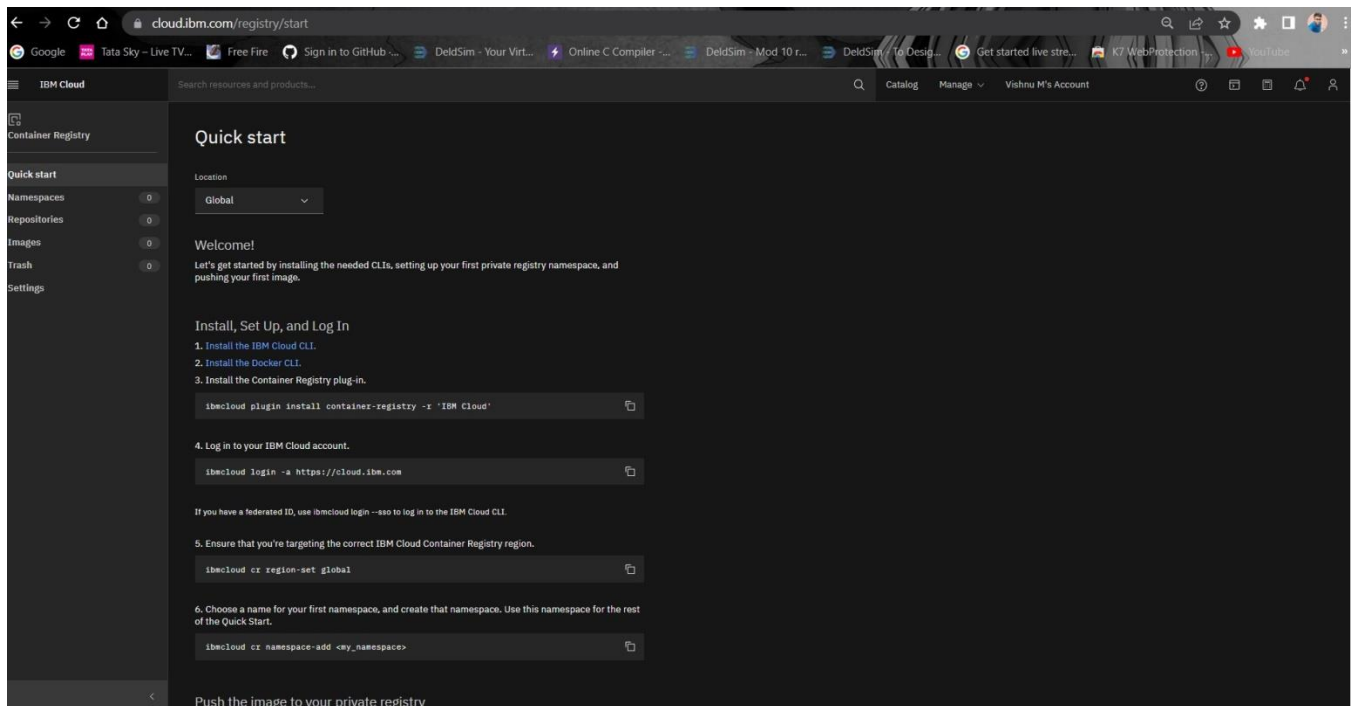 cloud.ibm.com/registry/start
Google Tata Sky – Live TV... Free Fire Sign in to GitHub ·... DeldSim - Your Virt... Online C Compiler -... DeldSim - Mod 10 r... DeldSim - To Desig... Get started live stre... K7 WebProtection -... YouTube
IBM Cloud Search resources and products... Catalog Manage Vishnu M's Account
Container Registry
Quick start
Namespaces 0
Repositories 0
Images 0
Trash 0
Settings
Quick start
Location
Global
Welcome!
Let's get started by installing the needed CLIs, setting up your first private registry namespace, and
pushing your first image.
Install, Set Up, and Log In
1. Install the IBM Cloud CLI.
2. Install the Docker CLI.
3. Install the Container Registry plug-in.
ibmcloud plugin install container-registry -r 'IBM Cloud'
4. Log in to your IBM Cloud account.
ibmcloud login -a https://cloud.ibm.com
If you have a federated ID, use ibmcloud login --sso to log in to the IBM Cloud CLI.
5. Ensure that you're targeting the correct IBM Cloud Container Registry region.
ibmcloud cr region-set global
6. Choose a name for your first namespace, and create that namespace. Use this namespace for the rest
of the Quick Start.
ibmcloud cr namespace-add <my_namespace>
Push the image to your private registry